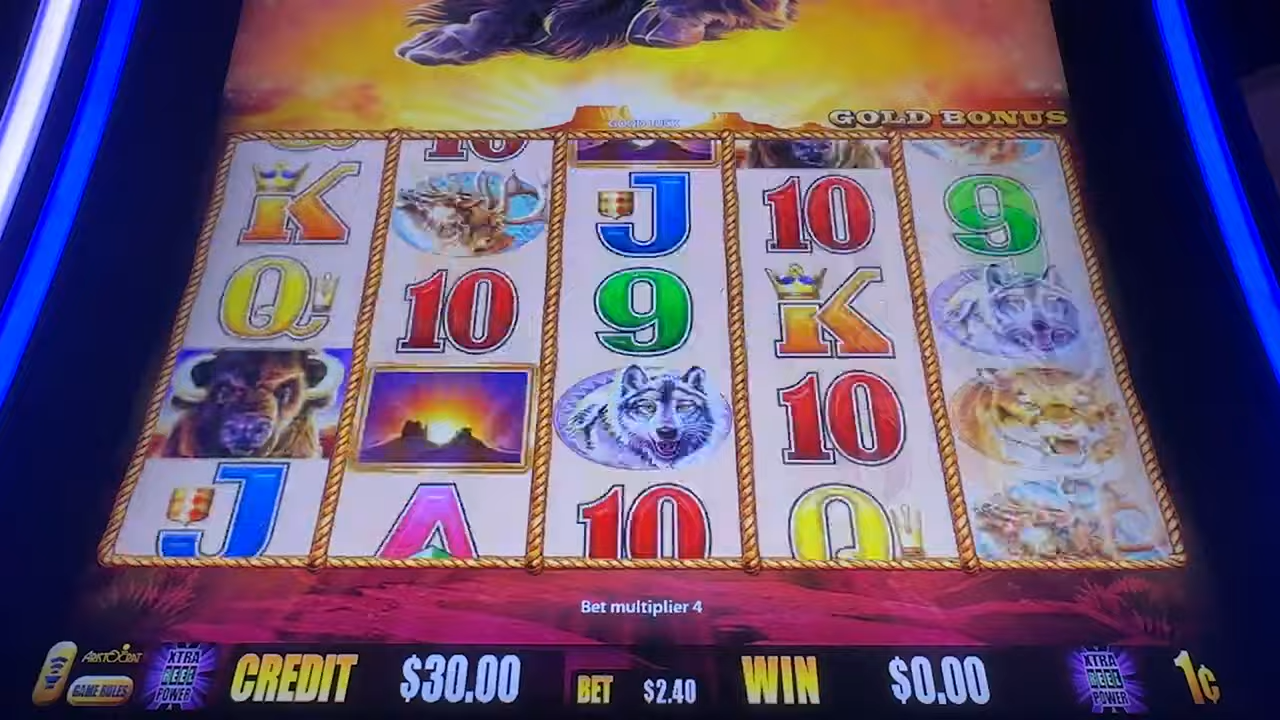 GOOD LUCK
GOLD BONUS
10
K J 10 9
Q 10 9 K
10
J A 10 Q
Bet multiplier 4
ARISTOCRAT
GAME RULES
XTRA
REEL
POWER
CREDIT $30.00 BET $2.40 WIN $0.00
XTRA
REEL
POWER
1¢